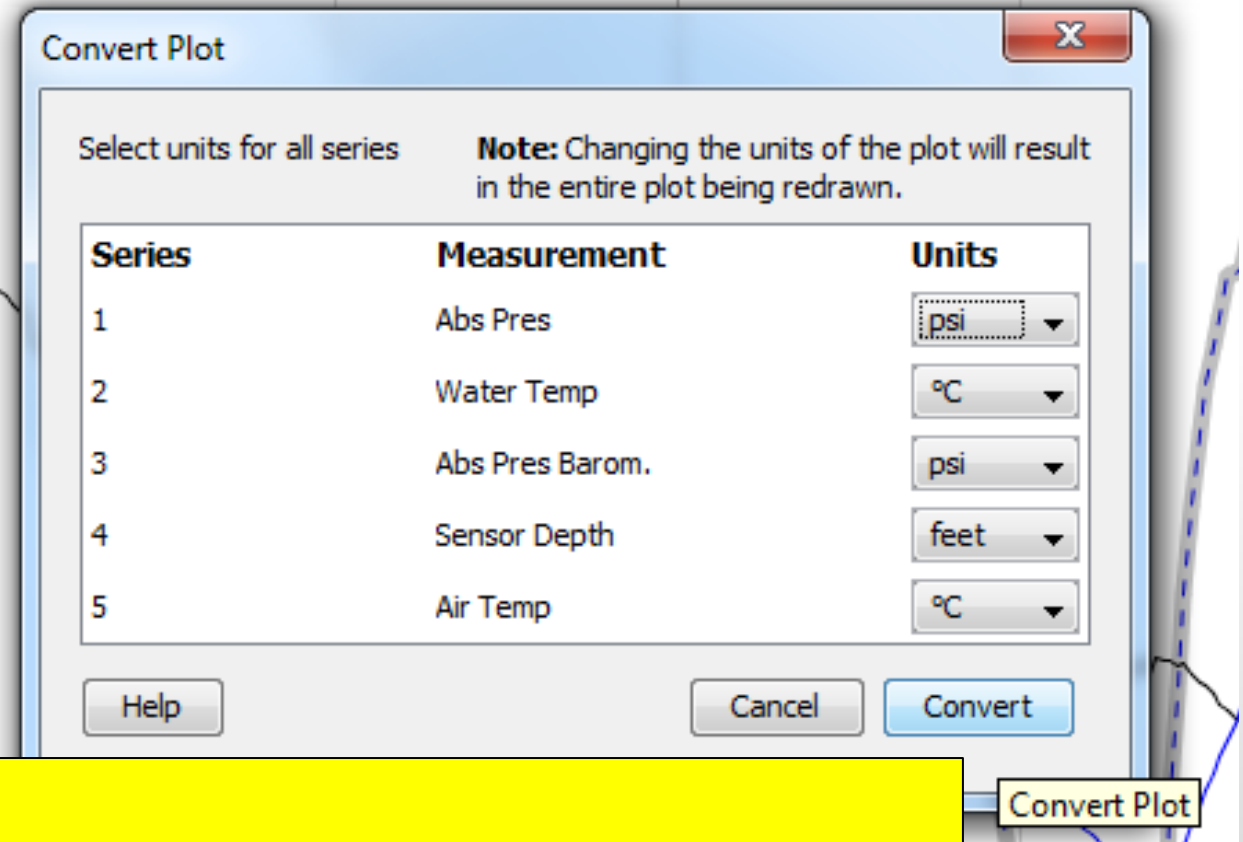 Convert Plot
Select units for all series
Note: Changing the units of the plot will result
in the entire plot being redrawn.
Series Measurement Units
1 Abs Pres psi
2 Water Temp °C
3 Abs Pres Barom. psi
4 Sensor Depth feet
5 Air Temp °C
Help Cancel Convert
Convert Plot